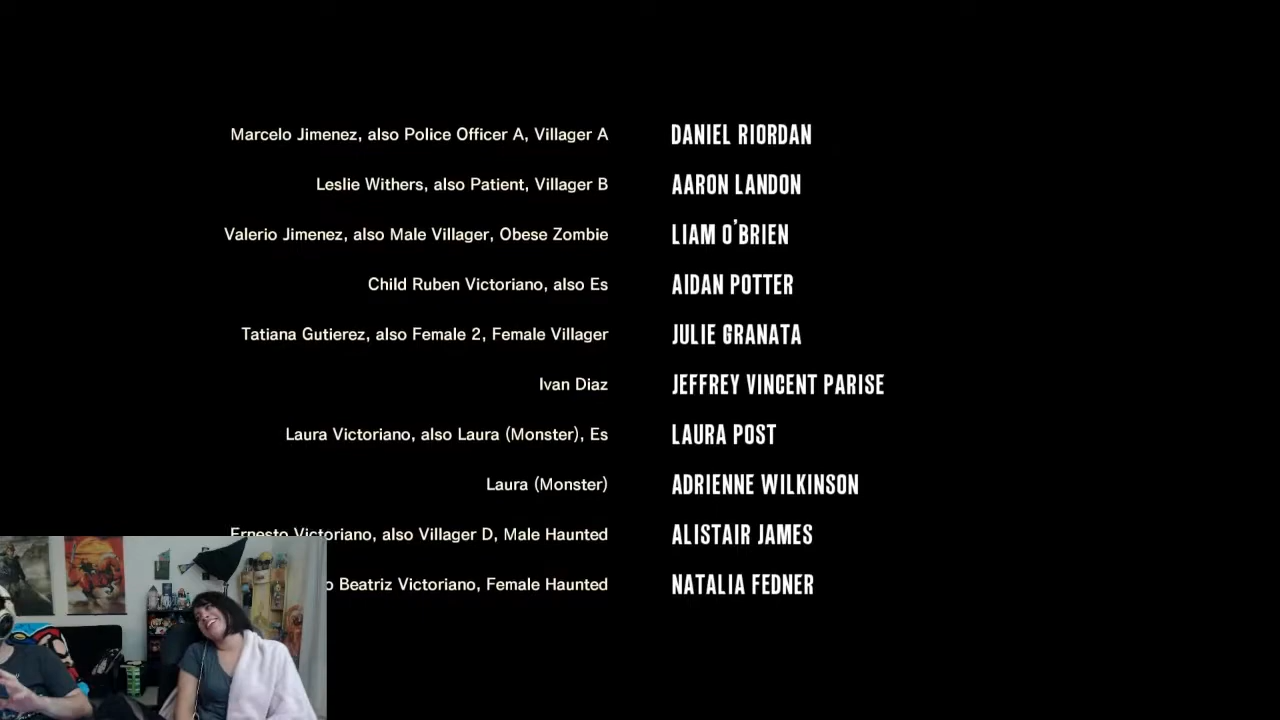 Marcelo Jimenez, also Police Officer A, Villager A DANIEL RIORDAN
Leslie Withers, also Patient, Villager B AARON LANDON
Valerio Jimenez, also Male Villager, Obese Zombie LIAM O'BRIEN
Child Ruben Victoriano, also Es AIDAN POTTER
Tatiana Gutierez, also Female 2, Female Villager JULIE GRANATA
Ivan Diaz JEFFREY VINCENT PARISE
Laura Victoriano, also Laura (Monster), Es LAURA POST
Laura (Monster) ADRIENNE WILKINSON
Ernesto Victoriano, also Villager D, Male Haunted ALISTAIR JAMES
Beatriz Victoriano, Female Haunted NATALIA FEDNER